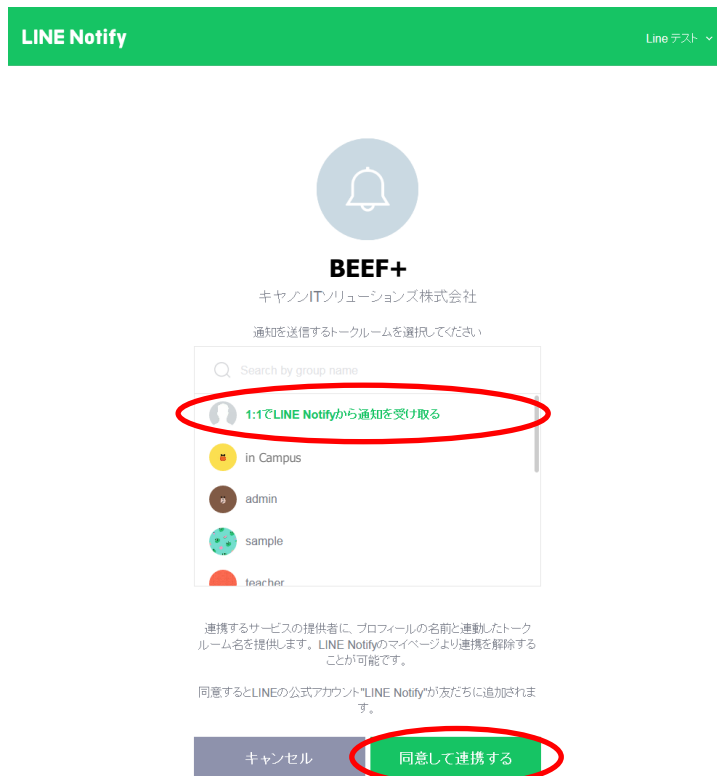 LINE Notify
Line テスト
BEEF+
キヤノンITソリューションズ株式会社
通知を送信するトークルームを選択してください
Search by group name
1:1でLINE Notifyから通知を受け取る
in Campus
admin
sample
teacher
連携するサービスの提供者に、プロフィールの名前と連動したトーク
ルーム名を提供します。LINE Notifyのマイページより連携を解除する
ことが可能です。
同意するとLINEの公式アカウント"LINE Notify"が友だちに追加されま
す。
キャンセル
同意して連携する